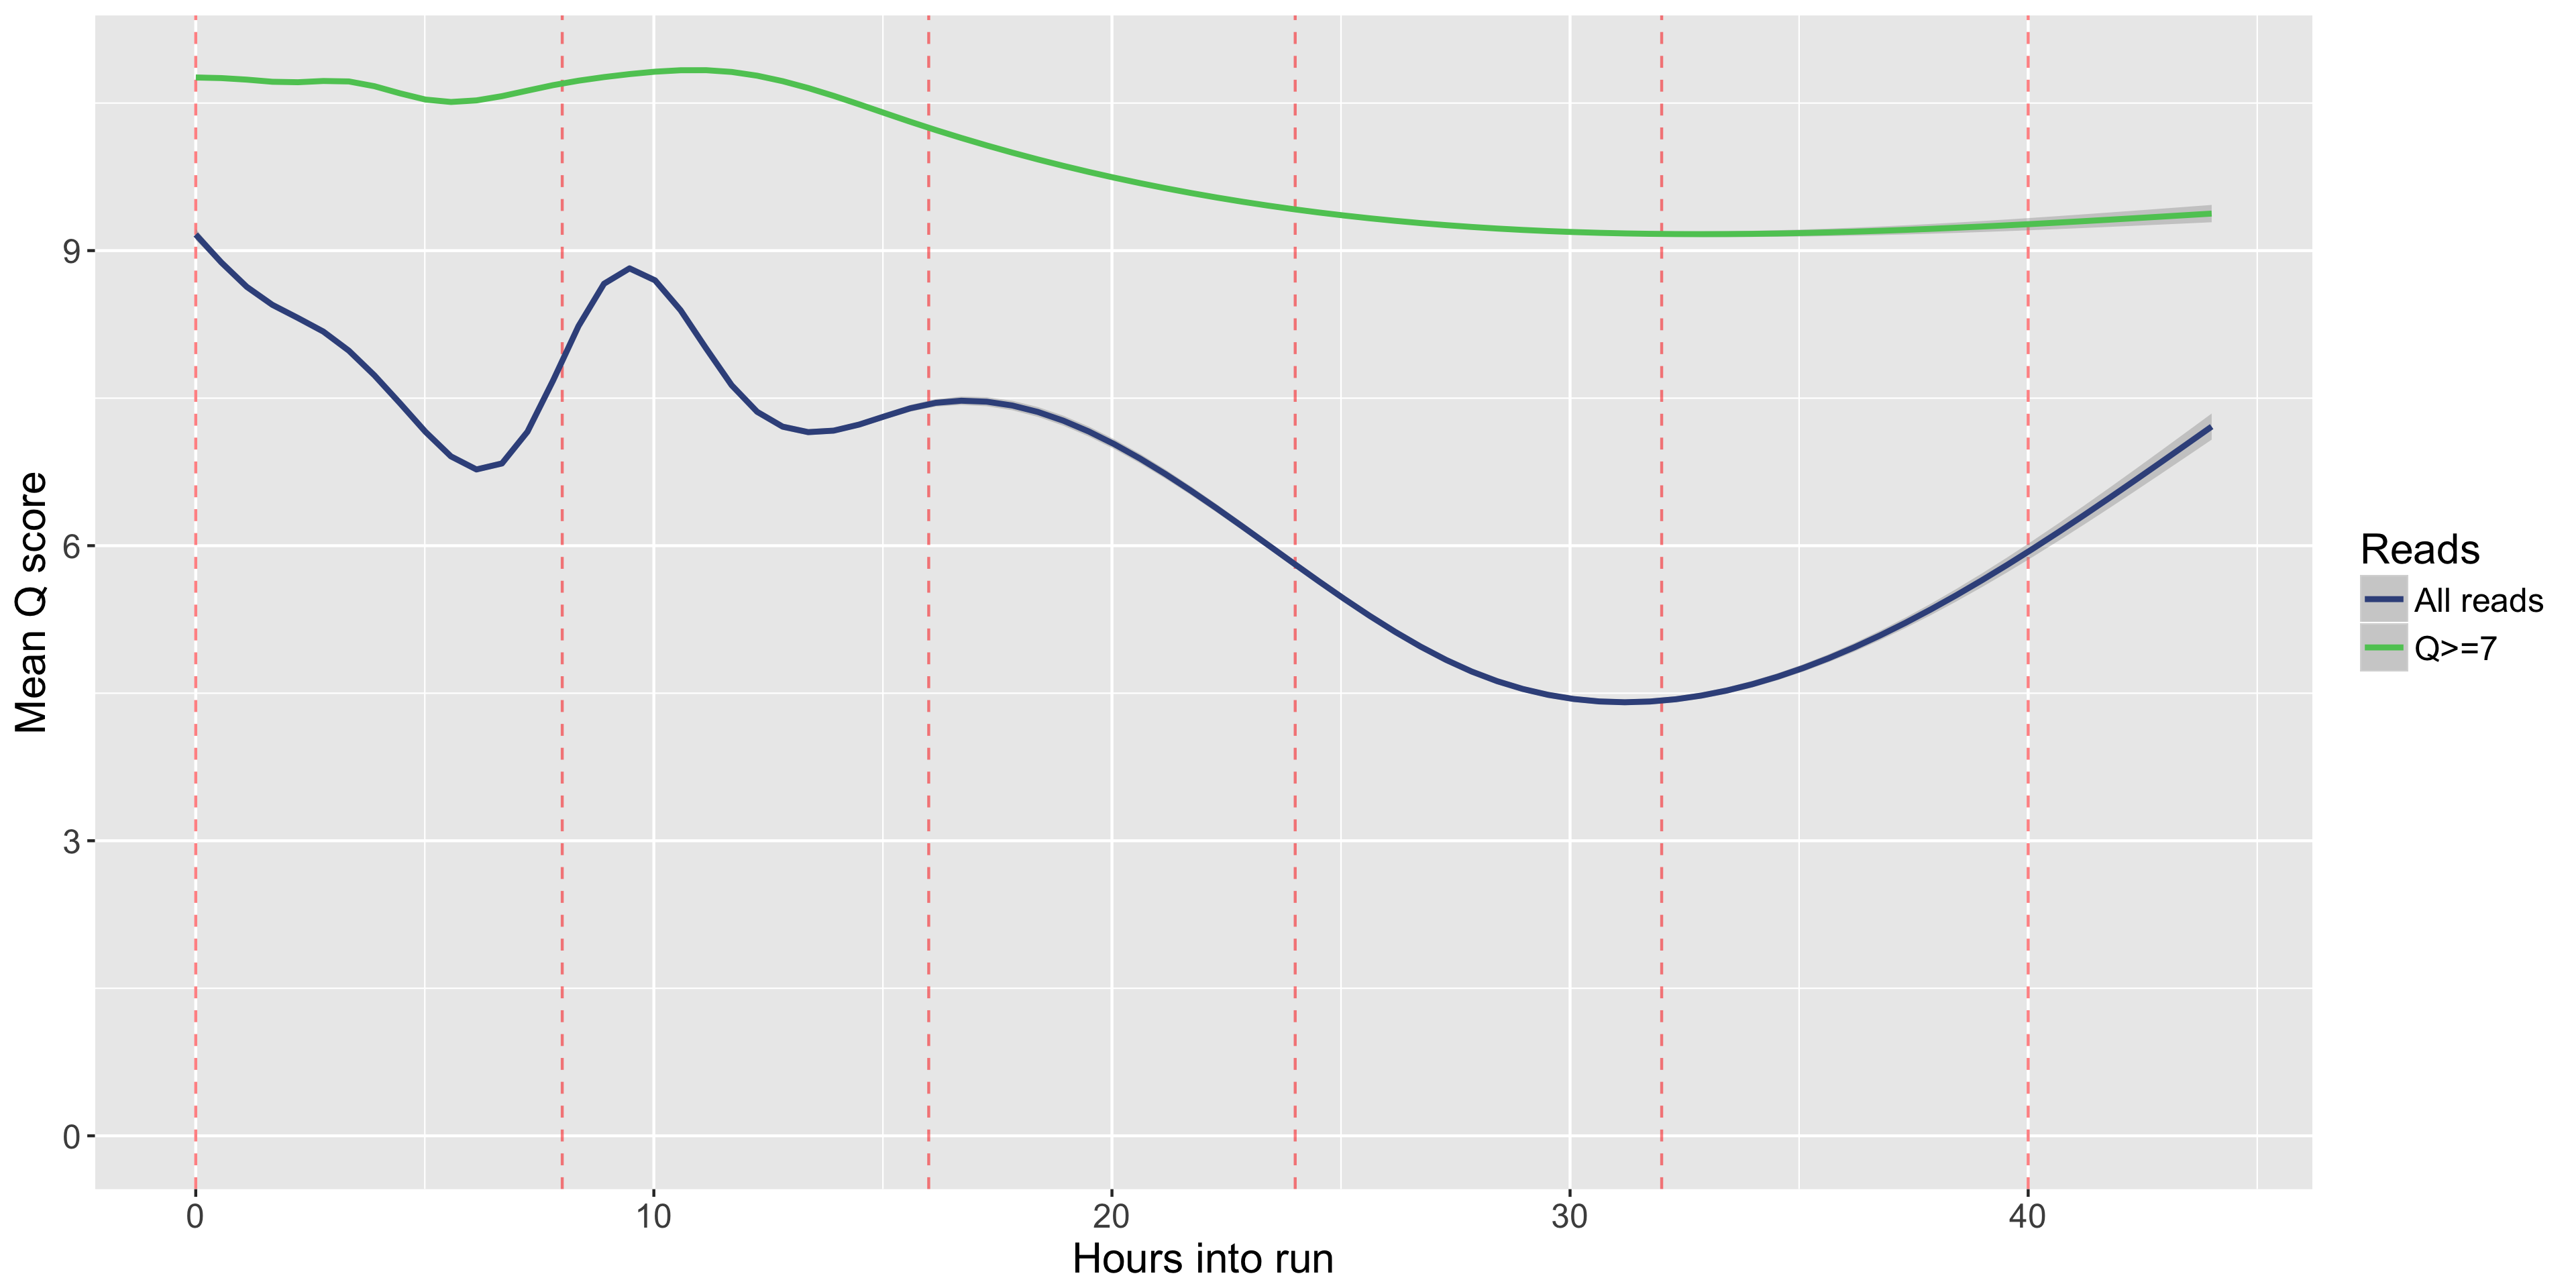 Mean Q score
9
6
3
0
0 10 20 30 40
Hours into run
Reads
All reads
Q>=7